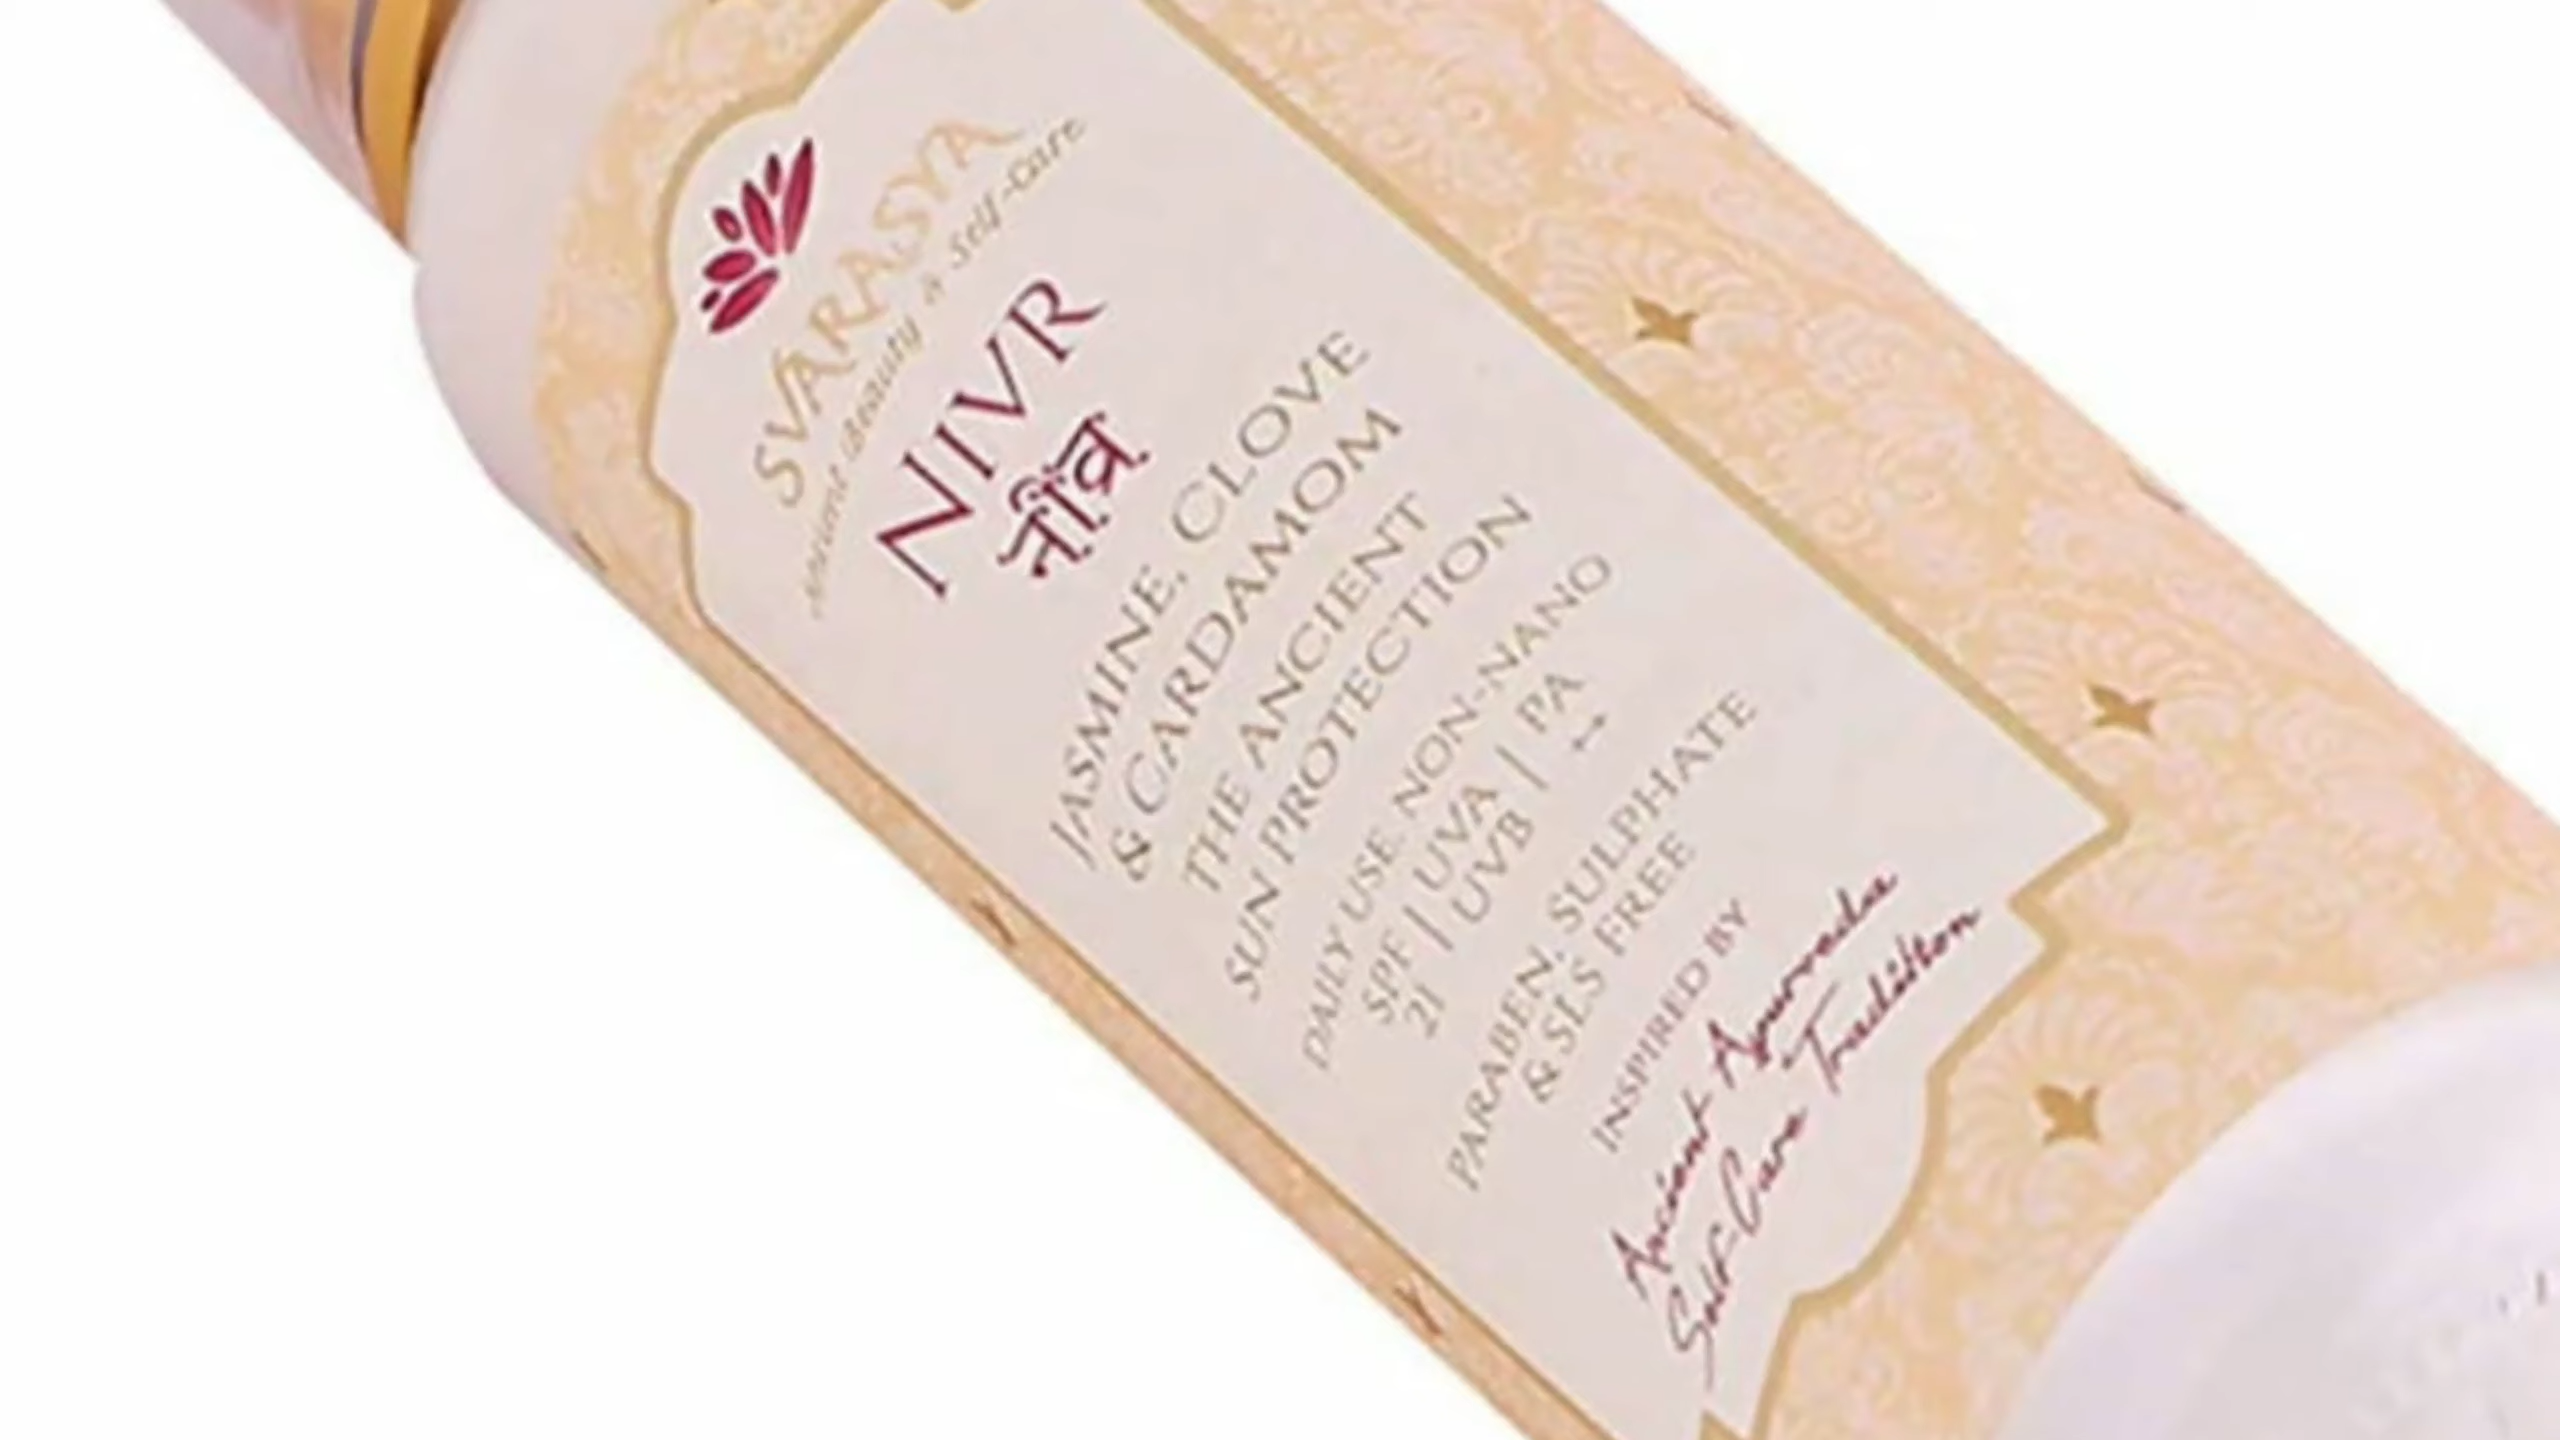 SVARASYA
Ancient Beauty & Self-Care
NIVR
JASMINE, CLOVE
& CARDAMOM
THE ANCIENT
SUN PROTECTION
DAILY USE NON-NANO
SPF | UVA | PA
21 | UVB | ++
PARABEN, SULPHATE
& SLS FREE
INSPIRED BY
Ancient Ayurvedic
Self-Care Tradition